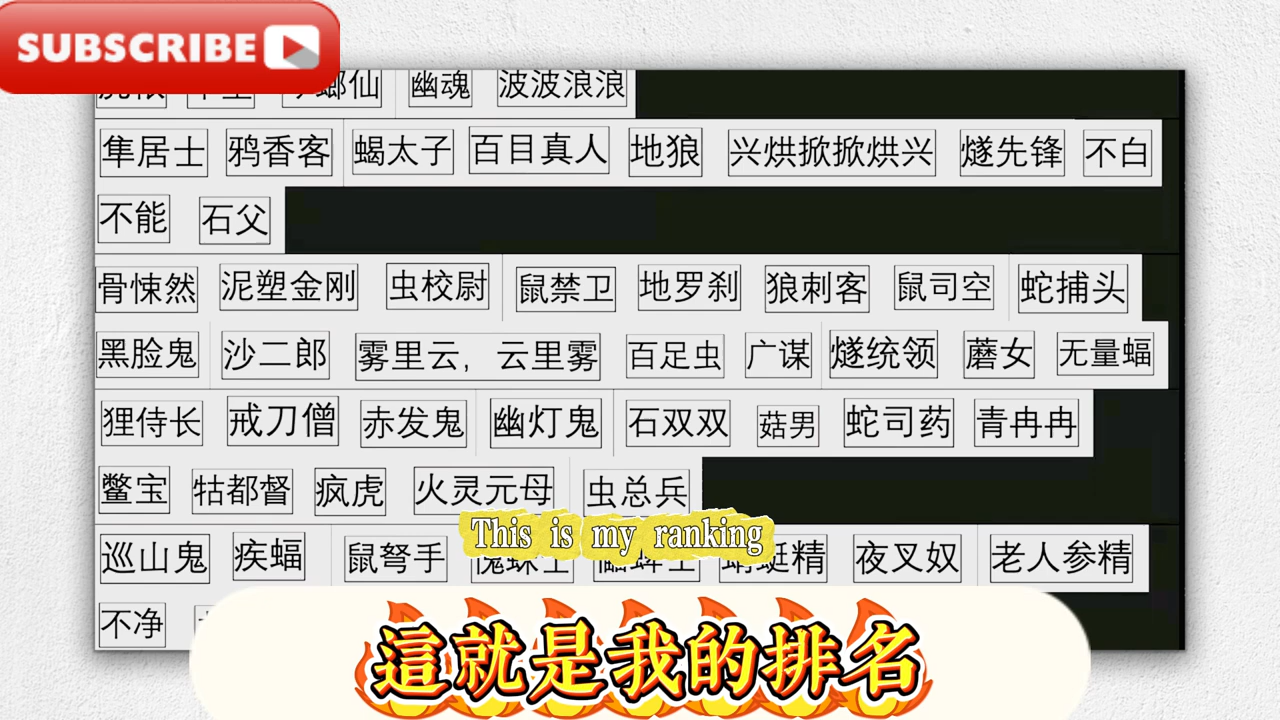 SUBSCRIBE
幽魂 波波浪浪
隼居士 鸦香客 蝎太子 百目真人 地狼 兴烘掀掀烘兴 燧先锋 不白
不能 石父
骨悚然 泥塑金刚 虫校尉 鼠禁卫 地罗刹 狼刺客 鼠司空 蛇捕头
黑脸鬼 沙二郎 雾里云，云里雾 百足虫 广谋 燧统领 蘑女 无量蝠
狸侍长 戒刀僧 赤发鬼 幽灯鬼 石双双 菇男 蛇司药 青冉冉
鳖宝 牯都督 疯虎 火灵元母 虫总兵
This is my ranking
巡山鬼 疾蝠 鼠弩手 蜻蜓精 夜叉奴 老人参精
不净
這就是我的排名